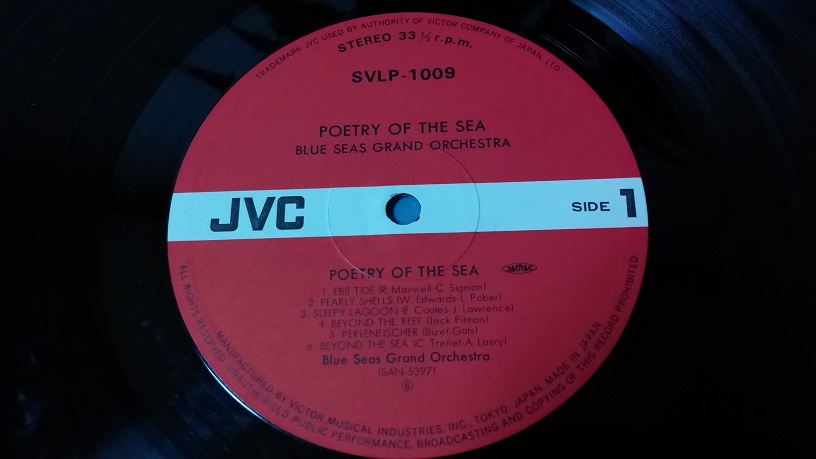 TRADEMARK JVC USED BY AUTHORITY OF VICTOR COMPANY OF JAPAN, LTD.
STEREO 33 ⅓ r.p.m.
SVLP-1009
POETRY OF THE SEA
BLUE SEAS GRAND ORCHESTRA
JVC SIDE 1
POETRY OF THE SEA
1. EBB TIDE (R. Maxwell-C. Sigman)
2. PEARLY SHELLS (W. Edwards-L. Pober)
3. SLEEPY LAGOON (E. Coates-J. Lawrence)
4. BEYOND THE REEF (Jack Pitman)
5. PERLENFISCHER (Bizet-Gats)
6. BEYOND THE SEA (C. Trenet-A. Lasry)
Blue Seas Grand Orchestra
(SAN 5397)
6
MANUFACTURED BY VICTOR MUSICAL INDUSTRIES, INC., TOKYO, JAPAN. MADE IN JAPAN
ALL RIGHTS RESERVED UNAUTHORISED PUBLIC PERFORMANCE, BROADCASTING AND COPYING OF THIS RECORD PROHIBITED.